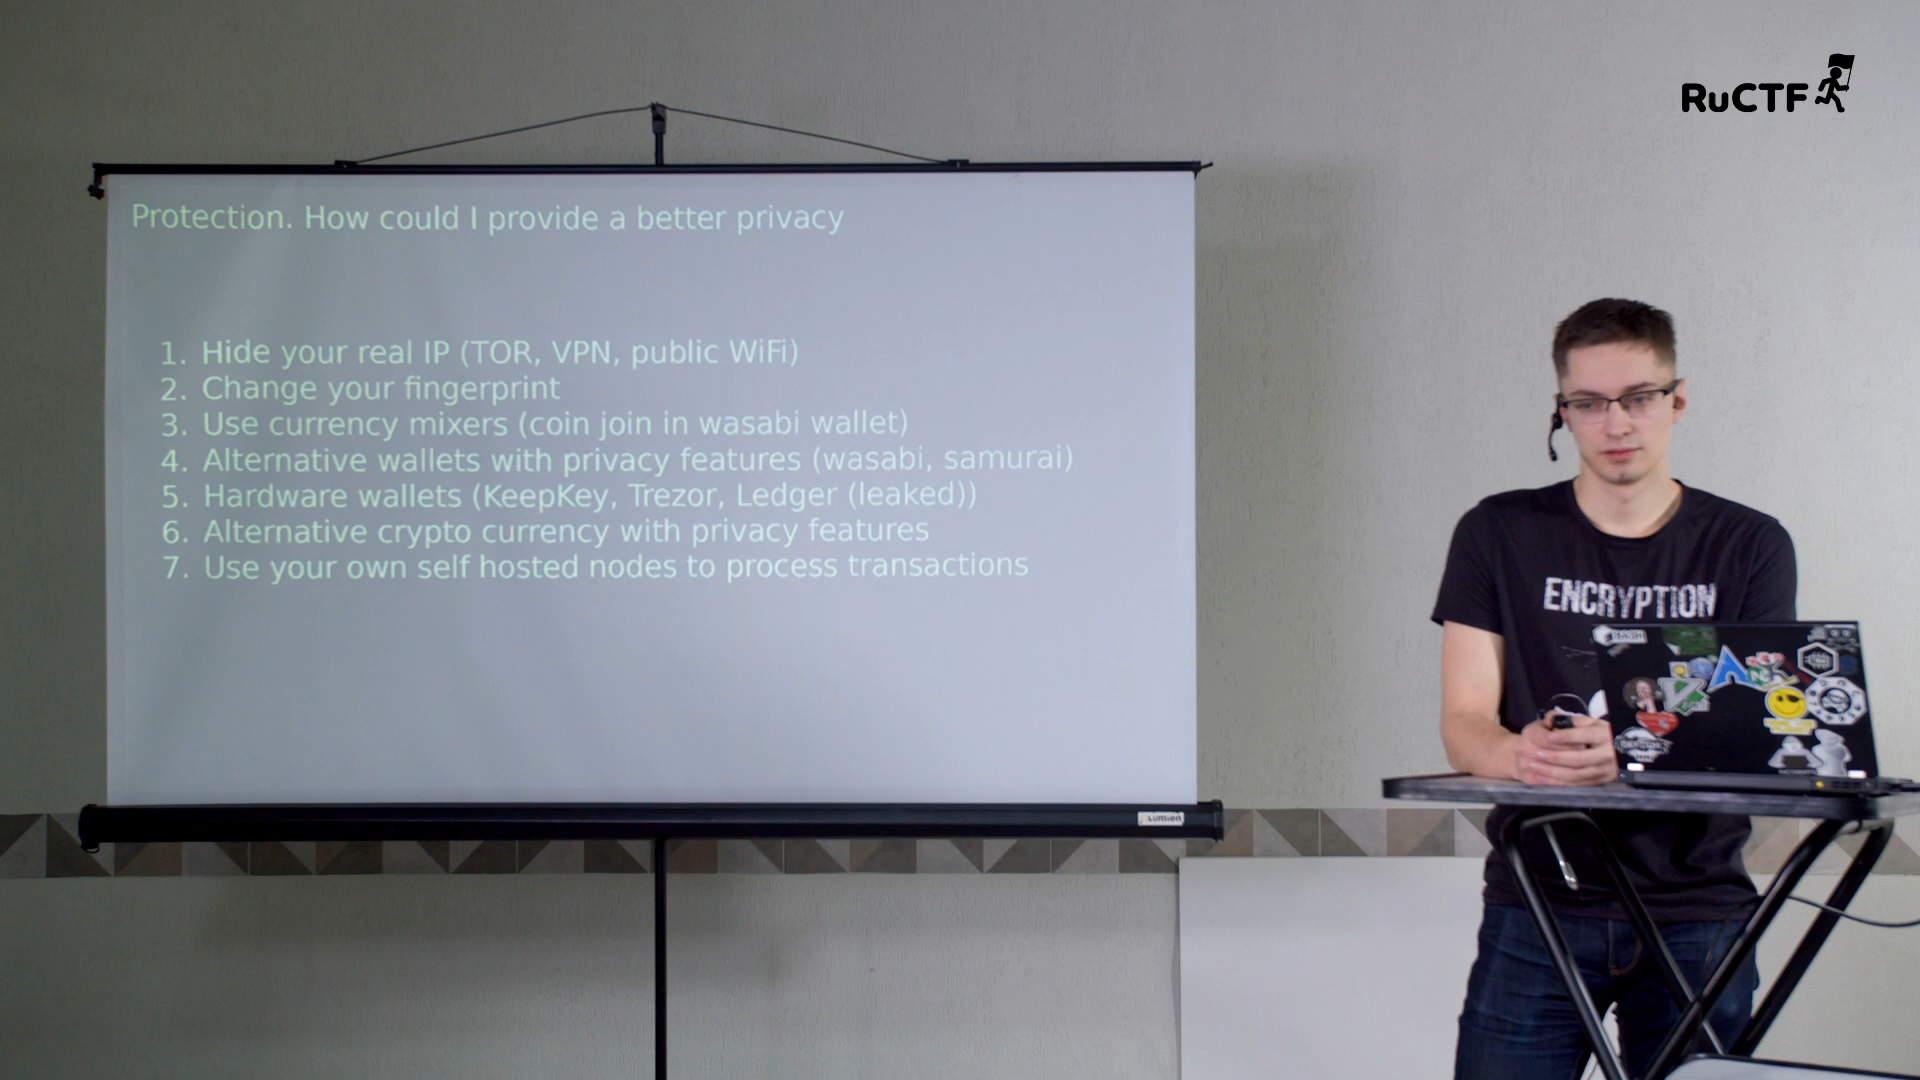 RuCTF
Protection. How could I provide a better privacy
1. Hide your real IP (TOR, VPN, public WiFi)
2. Change your fingerprint
3. Use currency mixers (coin join in wasabi wallet)
4. Alternative wallets with privacy features (wasabi, samurai)
5. Hardware wallets (KeepKey, Trezor, Ledger (leaked))
6. Alternative crypto currency with privacy features
7. Use your own self hosted nodes to process transactions
ENCRYPTION
BASH
Lumien